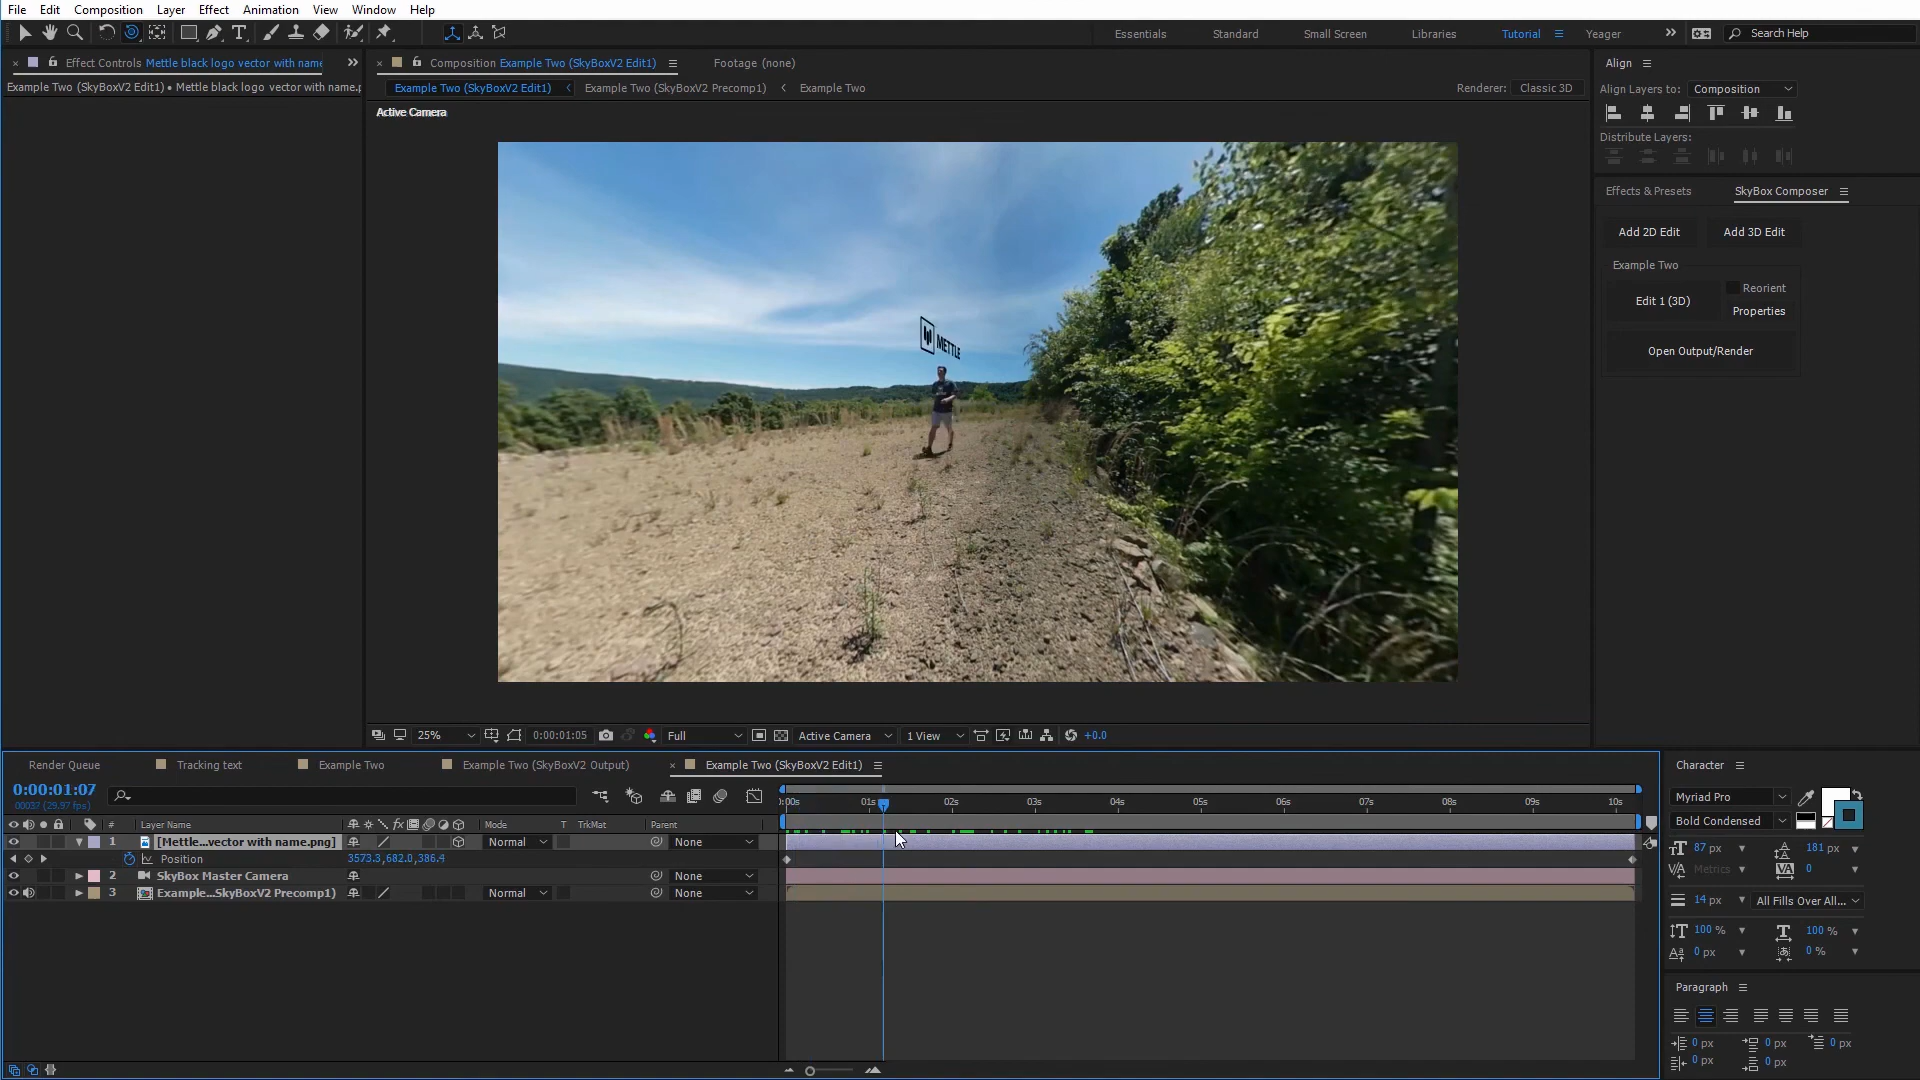 File Edit Composition Layer Effect Animation View Window Help
Essentials Standard Small Screen Libraries Tutorial Yeager Search Help
Effect Controls Mettle black logo vector with name
Composition Example Two (SkyBoxV2 Edit1)
Footage (none)
Align
Example Two (SkyBoxV2 Edit1) • Mettle black logo vector with name.p
Example Two (SkyBoxV2 Edit1) Example Two (SkyBoxV2 Precomp1) Example Two
Renderer: Classic 3D
Align Layers to: Composition
Active Camera
Distribute Layers:
Effects & Presets SkyBox Composer
Add 2D Edit Add 3D Edit
Example Two
Edit 1 (3D) Reorient
Properties
Open Output/Render
METTLE
25% 0:00:01:05 Full Active Camera 1 View +0.0
Render Queue Tracking text Example Two Example Two (SkyBoxV2 Output) Example Two (SkyBoxV2 Edit1)
Character
0:00:01:07
00037 (29.97 fps)
:00s 01s 02s 03s 04s 05s 06s 07s 08s 09s 10s
Myriad Pro
Bold Condensed
# Layer Name Mode T TrkMat Parent
1 [Mettle...vector with name.png] Normal None
Position 3573.3,682.0,386.4
2 SkyBox Master Camera None
3 Example...SkyBoxV2 Precomp1) Normal None
87 px 181 px
Metrics 0
14 px All Fills Over All...
100 % 100 %
0 px 0 %
Paragraph
0 px 0 px 0 px
0 px 0 px